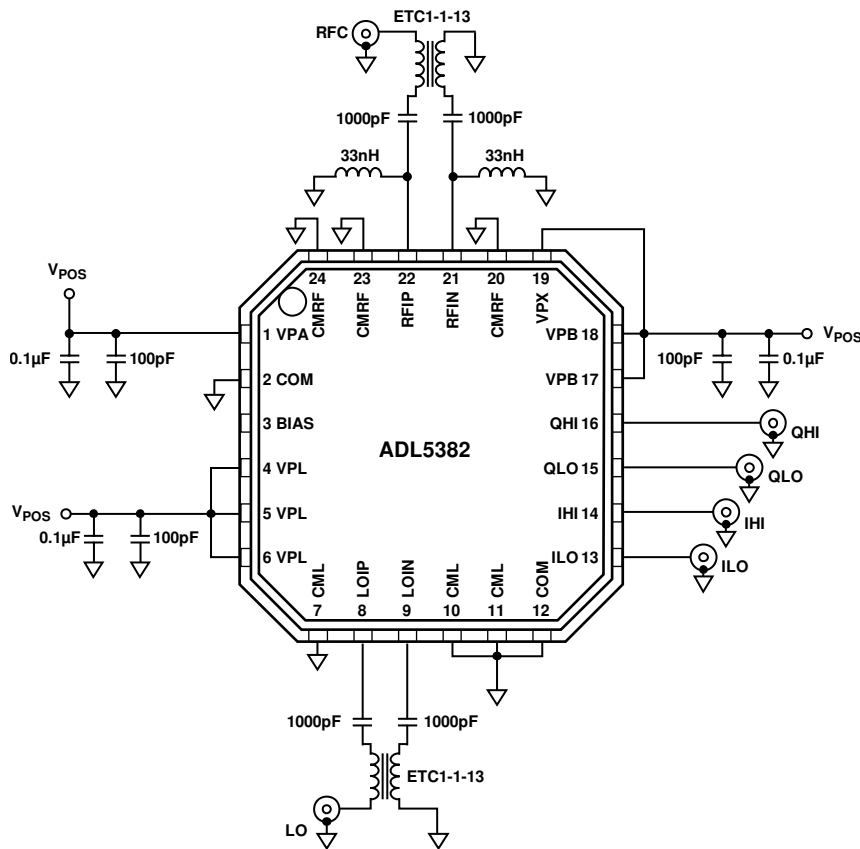 RFC
ETC1-1-13
1000pF
1000pF
33nH
33nH
24
23
22
21
20
19
CMRF
CMRF
RFIP
RFIN
CMRF
VPX
VPOS
0.1µF
100pF
1 VPA
2 COM
3 BIAS
4 VPL
5 VPL
6 VPL
VPOS
0.1µF
100pF
ADL5382
VPB 18
VPB 17
QHI 16
QLO 15
IHI 14
ILO 13
100pF
0.1µF
VPOS
QHI
QLO
IHI
ILO
CML
LOIP
LOIN
CML
CML
COM
7
8
9
10
11
12
1000pF
1000pF
ETC1-1-13
LO